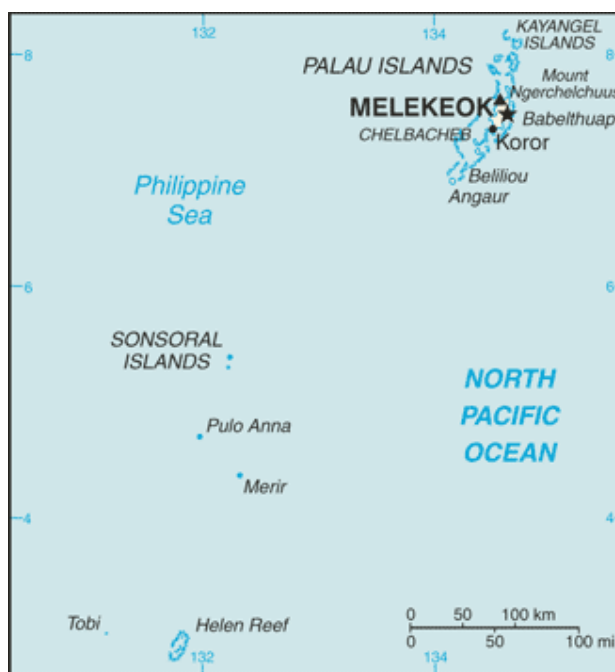 132
134
KAYANGEL
ISLANDS
8
8
PALAU ISLANDS
Mount
Ngerchelchuus
MELEKEOK
Babelthuap
CHELBACHEB
Koror
Beliliou
Angaur
Philippine
Sea
6
6
SONSORAL
ISLANDS
NORTH
PACIFIC
OCEAN
Pulo Anna
Merir
4
4
Tobi
Helen Reef
0 50 100 km
0 50 100 mi
132
134